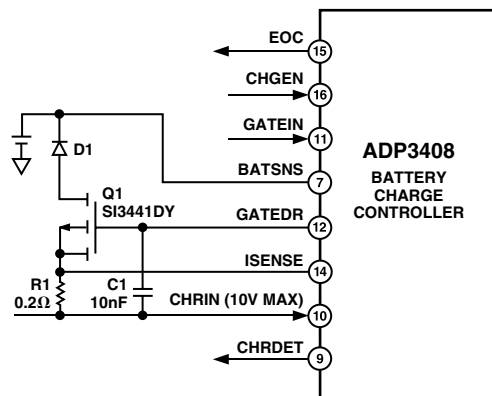 EOC
15
CHGEN
16
GATEIN
11
ADP3408
BATTERY
CHARGE
CONTROLLER
D1
BATSNS
7
Q1
SI3441DY
GATEDR
12
ISENSE
14
R1
0.2Ω
C1
10nF
CHRIN (10V MAX)
10
CHRDET
9